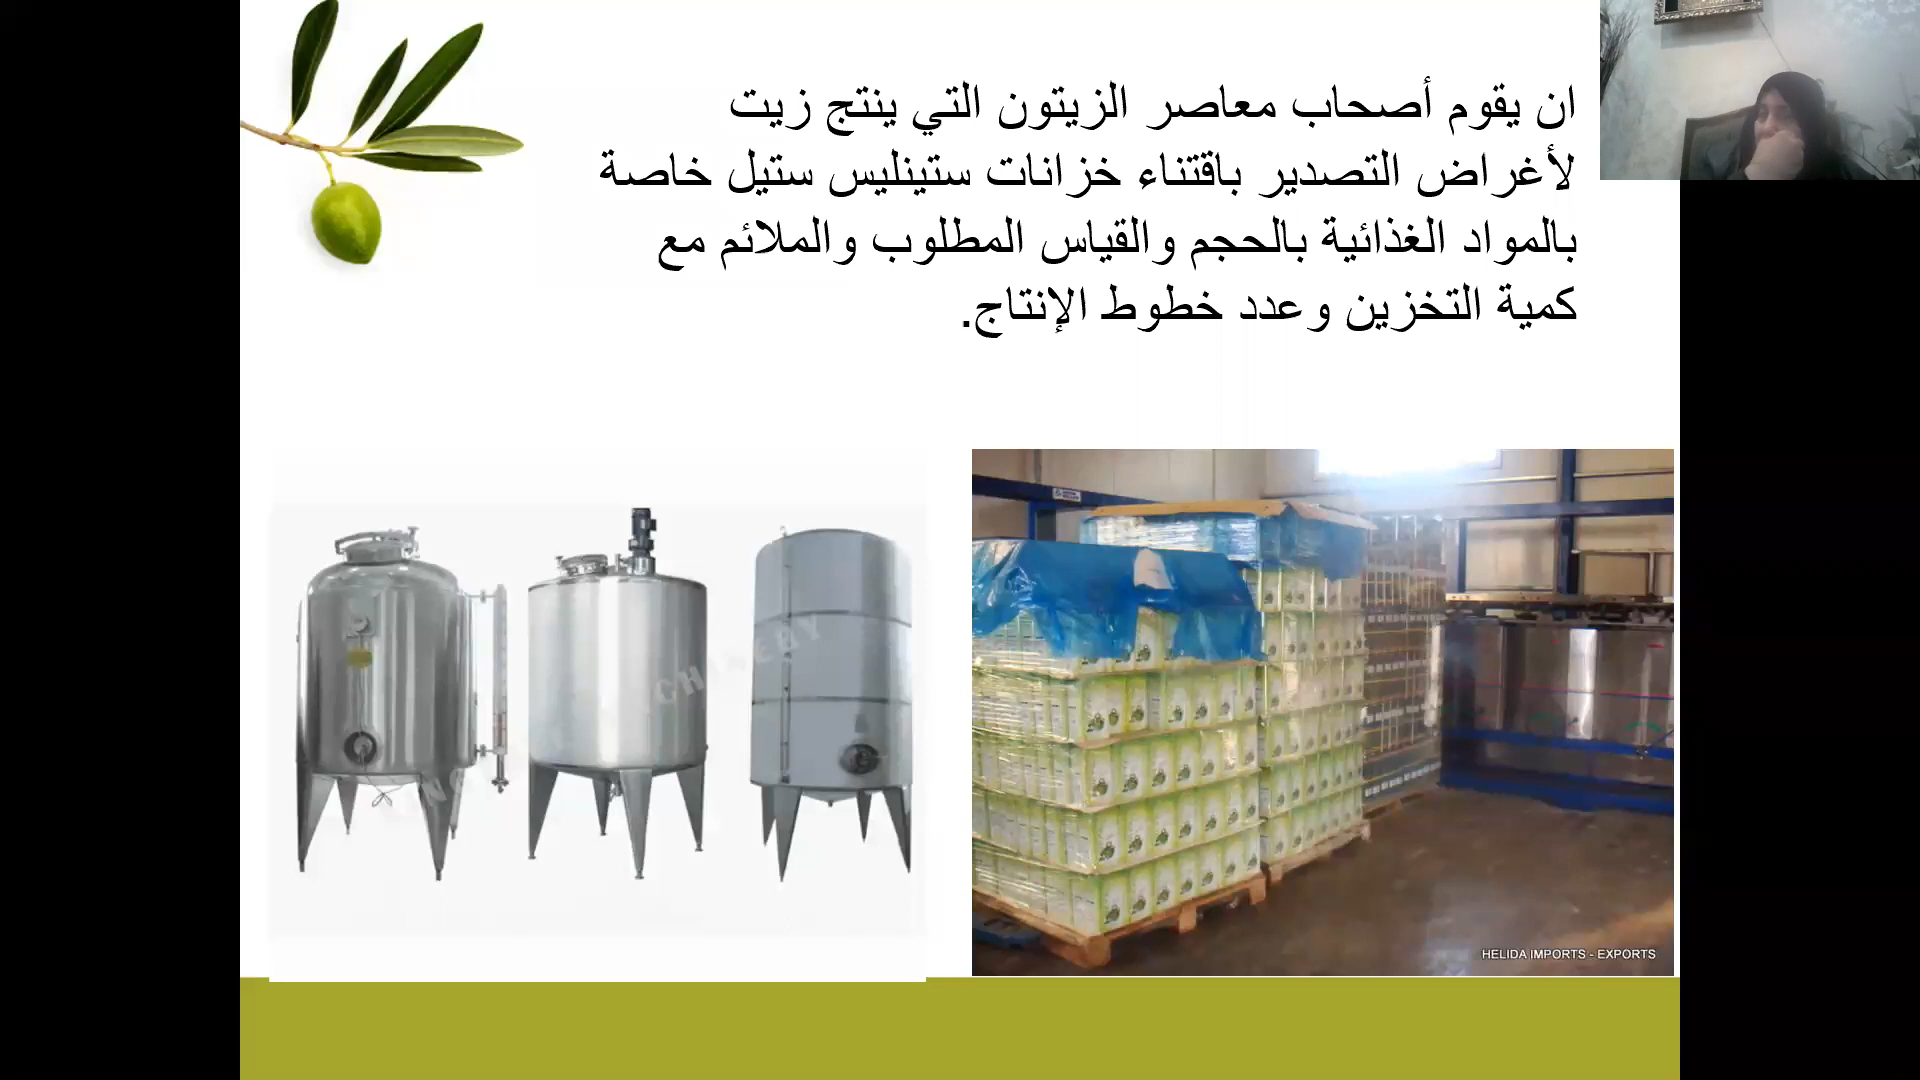 ان يقوم أصحاب معاصر الزيتون التي ينتج زيت
لأغراض التصدير باقتناء خزانات ستينليس ستيل خاصة
بالمواد الغذائية بالحجم والقياس المطلوب والملائم مع
كمية التخزين وعدد خطوط الإنتاج.
HELIDA IMPORTS - EXPORTS